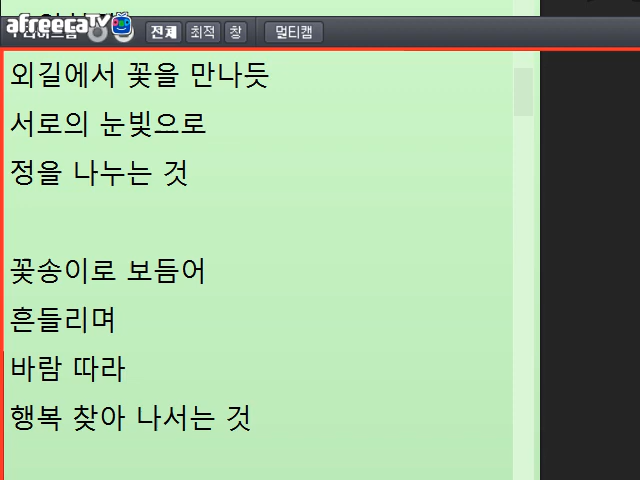 afreecaTV
전체 최적 창 멀티캠
외길에서 꽃을 만나듯
서로의 눈빛으로
정을 나누는 것
꽃송이로 보듬어
흔들리며
바람 따라
행복 찾아 나서는 것